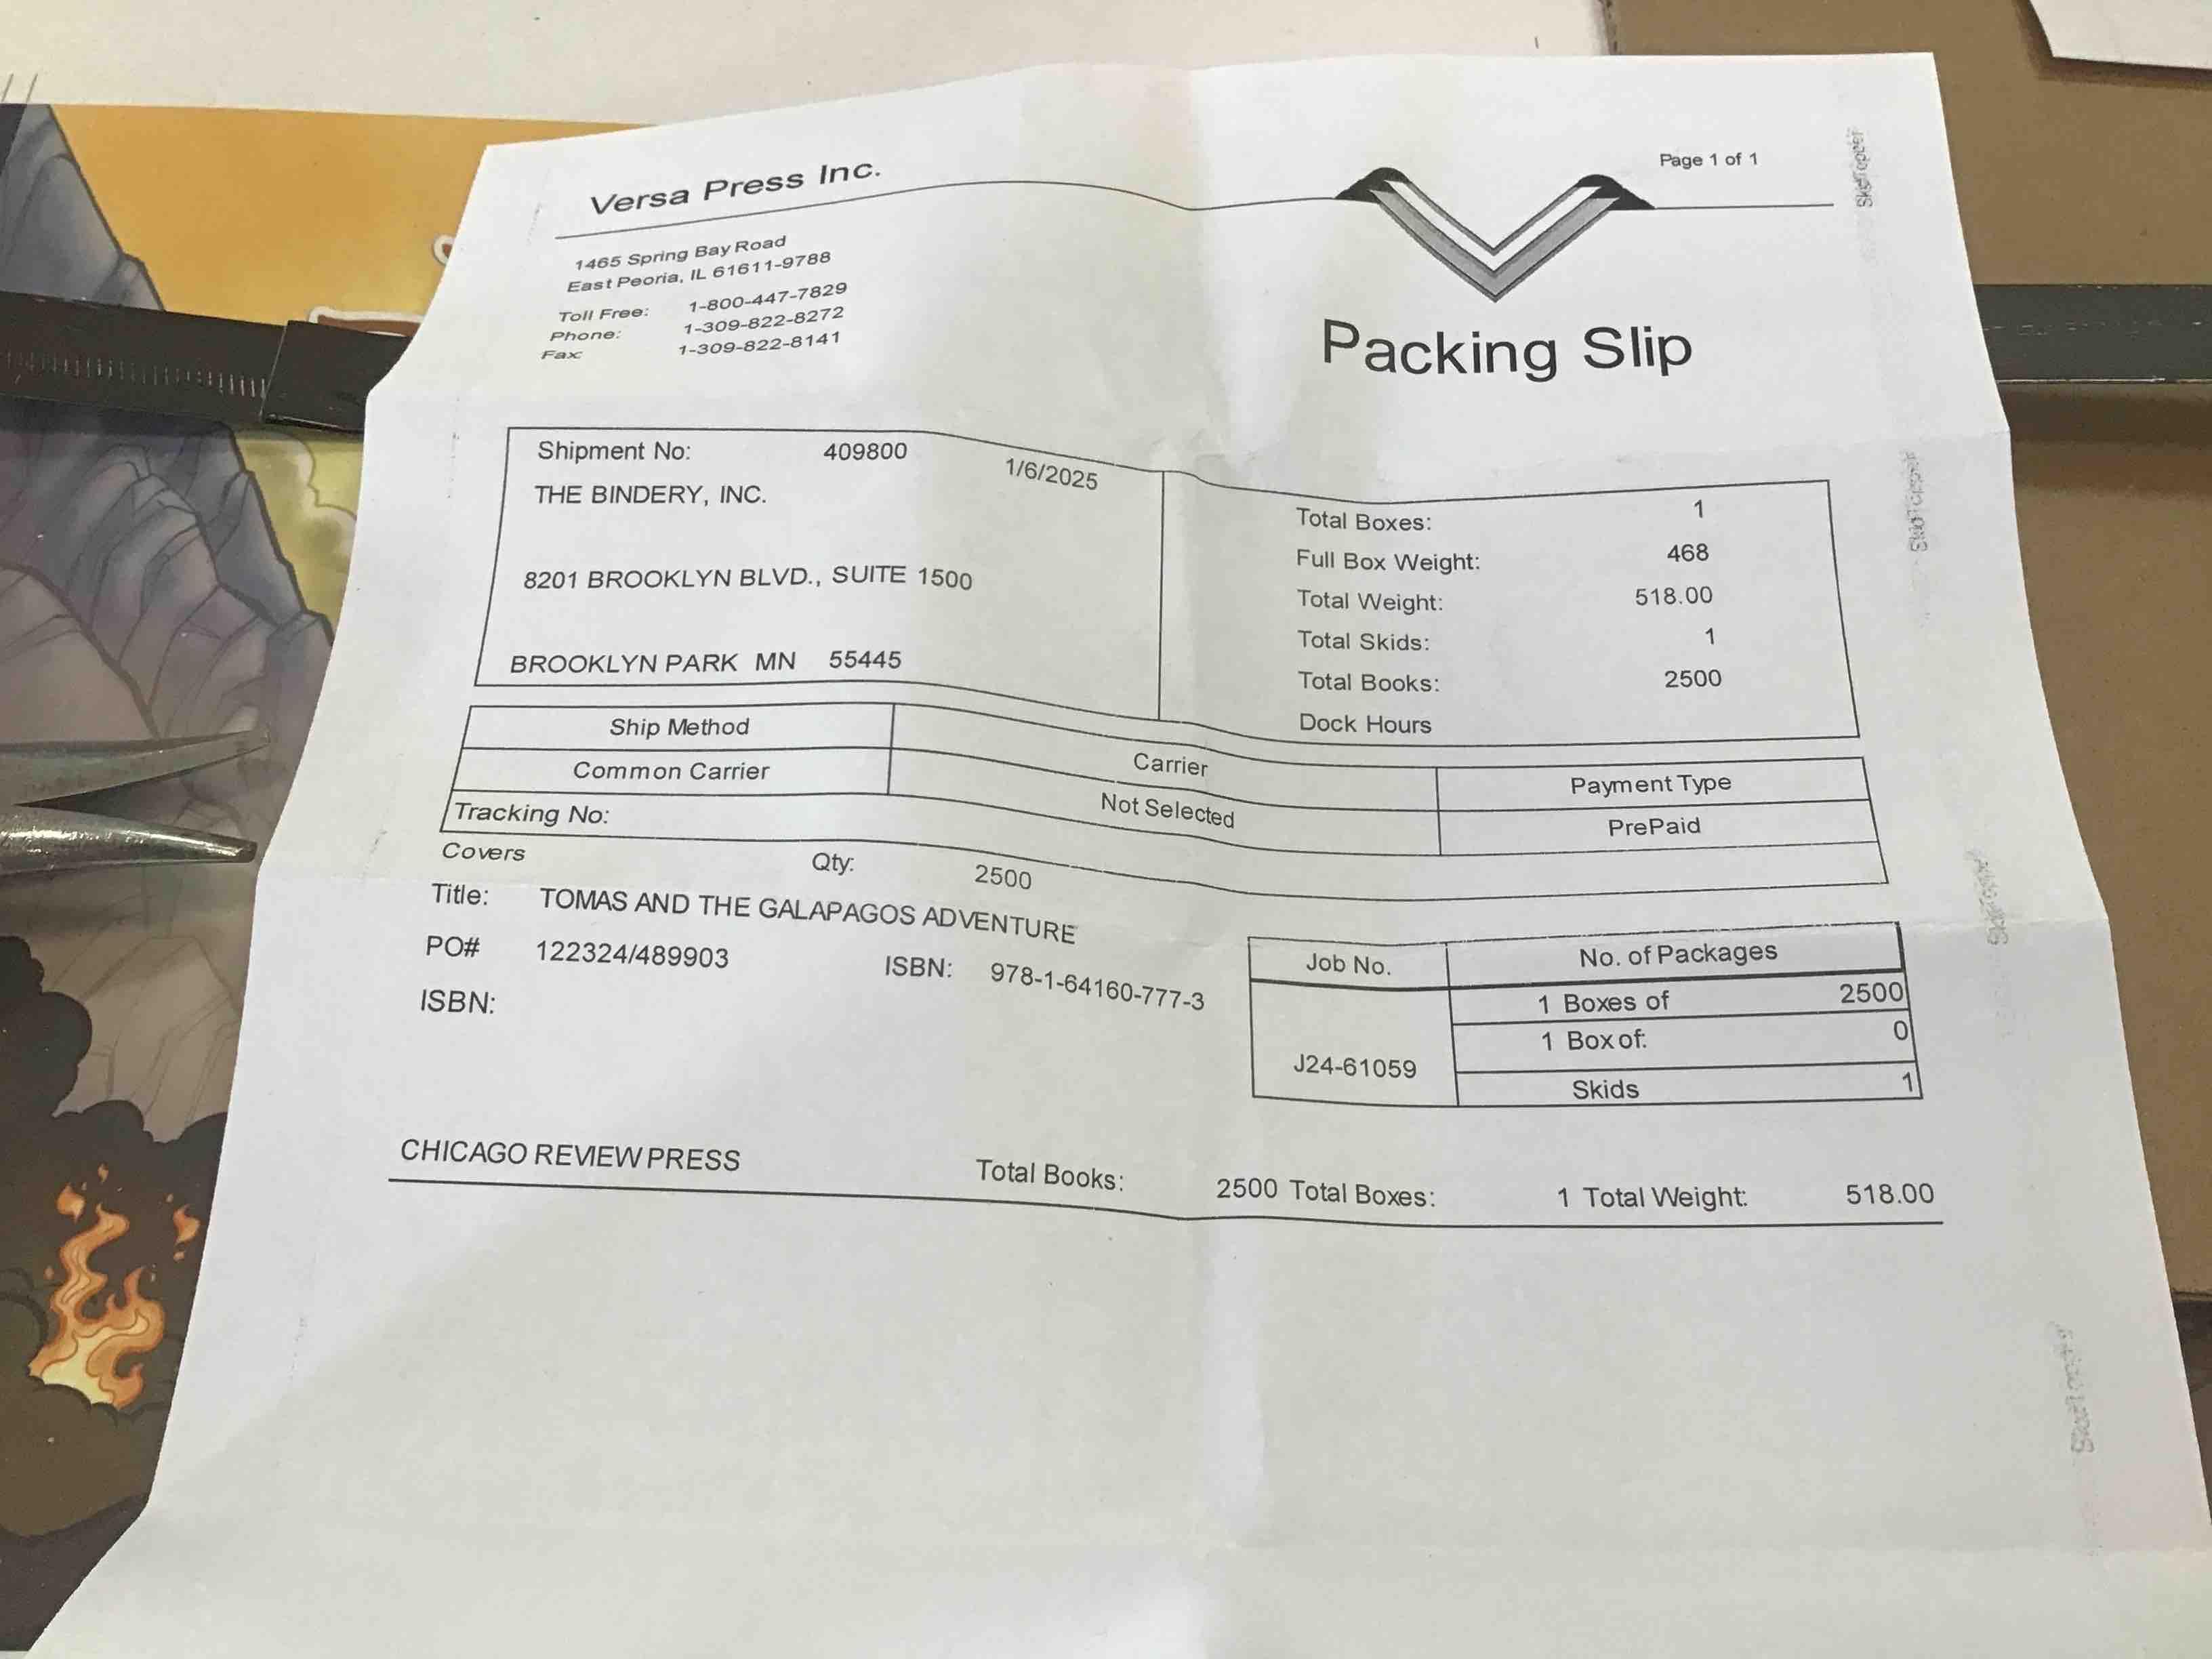 Versa Press Inc.
Page 1 of 1
1465 Spring Bay Road
East Peoria, IL 61611-9788
Toll Free: 1-800-447-7829
Phone: 1-309-822-8272
Fax: 1-309-822-8141
Packing Slip
Shipment No: 409800 1/6/2025
THE BINDERY, INC.
8201 BROOKLYN BLVD., SUITE 1500
BROOKLYN PARK MN 55445
Total Boxes: 1
Full Box Weight: 468
Total Weight: 518.00
Total Skids: 1
Total Books: 2500
Dock Hours
Ship Method Carrier Payment Type
Common Carrier Not Selected PrePaid
Tracking No:
Covers Qty: 2500
Title: TOMAS AND THE GALAPAGOS ADVENTURE
PO# 122324/489903 ISBN: 978-1-64160-777-3
ISBN:
Job No. No. of Packages
1 Boxes of 2500
1 Box of: 0
J24-61059
Skids 1
CHICAGO REVIEW PRESS Total Books: 2500 Total Boxes: 1 Total Weight: 518.00